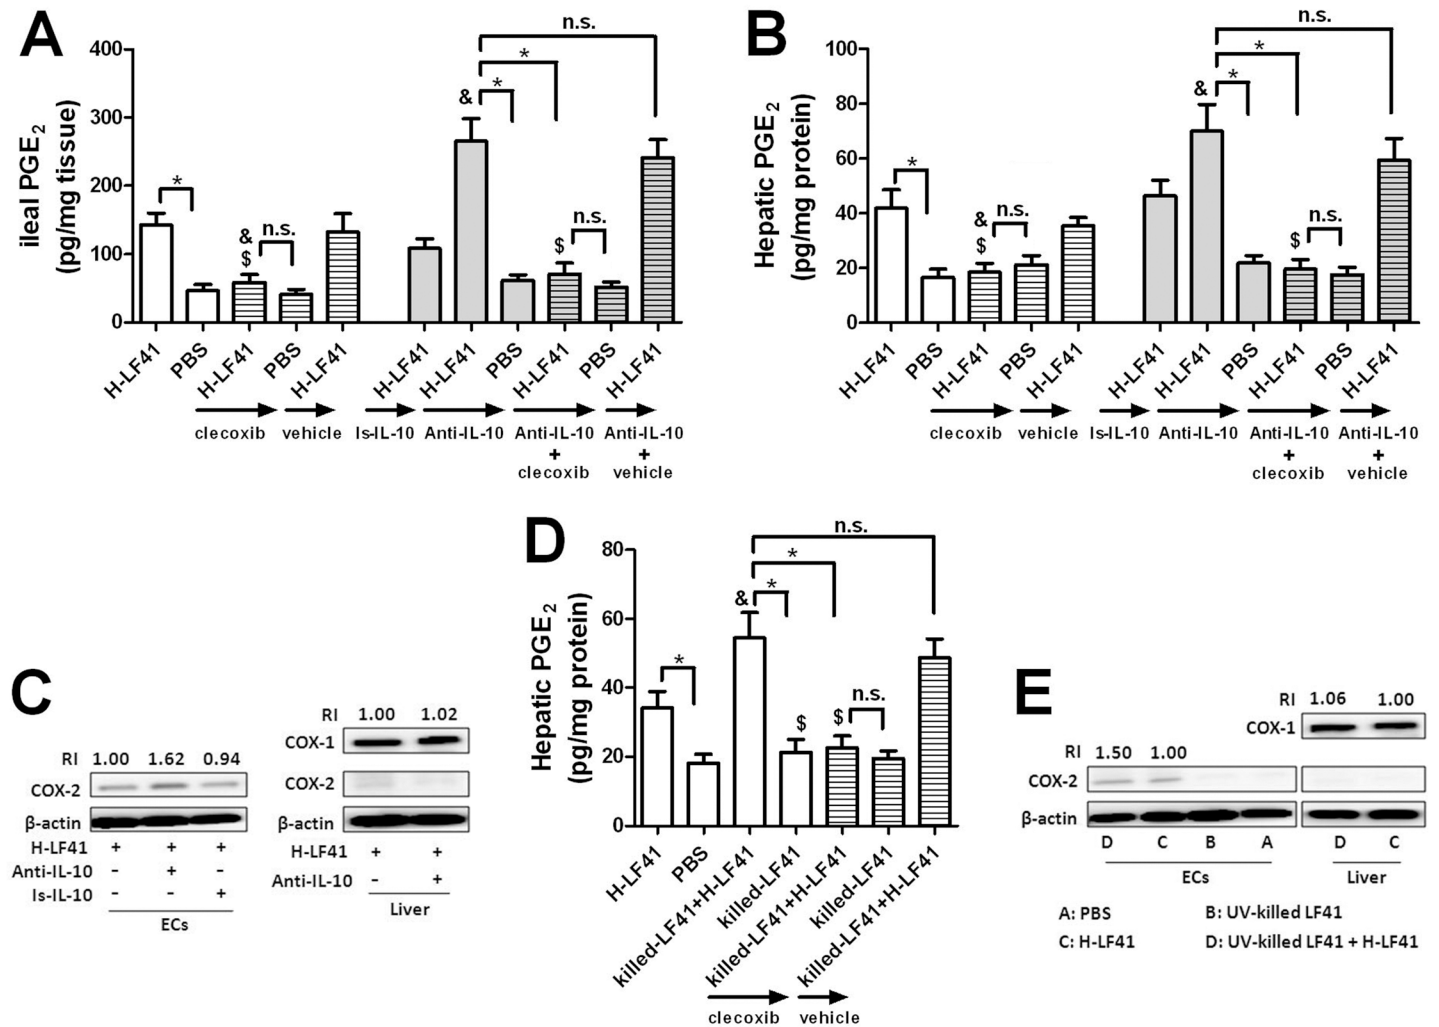 A
ileal PGE2
(pg/mg tissue)
400
300
200
100
0
*
&
$
n.s.
&
*
*
n.s.
$
n.s.
H-LF41
PBS
H-LF41
PBS
H-LF41
H-LF41
H-LF41
PBS
H-LF41
PBS
H-LF41
clecoxib
vehicle
Is-IL-10
Anti-IL-10
Anti-IL-10
+
clecoxib
Anti-IL-10
+
vehicle
B
Hepatic PGE2
(pg/mg protein)
100
80
60
40
20
0
*
&
$
n.s.
&
*
*
n.s.
$
n.s.
H-LF41
PBS
H-LF41
PBS
H-LF41
H-LF41
H-LF41
PBS
H-LF41
PBS
H-LF41
clecoxib
vehicle
Is-IL-10
Anti-IL-10
Anti-IL-10
+
clecoxib
Anti-IL-10
+
vehicle
C
RI 1.00 1.62 0.94
COX-2
β-actin
H-LF41 + + +
Anti-IL-10 - + -
Is-IL-10 - - +
ECs
RI 1.00 1.02
COX-1
COX-2
β-actin
H-LF41 + +
Anti-IL-10 - +
Liver
D
Hepatic PGE2
(pg/mg protein)
80
60
40
20
0
*
&
*
*
n.s.
$
$
n.s.
H-LF41
PBS
killed-LF41+H-LF41
killed-LF41
killed-LF41+H-LF41
killed-LF41
killed-LF41+H-LF41
clecoxib
vehicle
E
1.06 1.00
COX-1
RI 1.50 1.00
COX-2
β-actin
D C B A D C
ECs Liver
A: PBS B: UV-killed LF41
C: H-LF41 D: UV-killed LF41 + H-LF41
RI